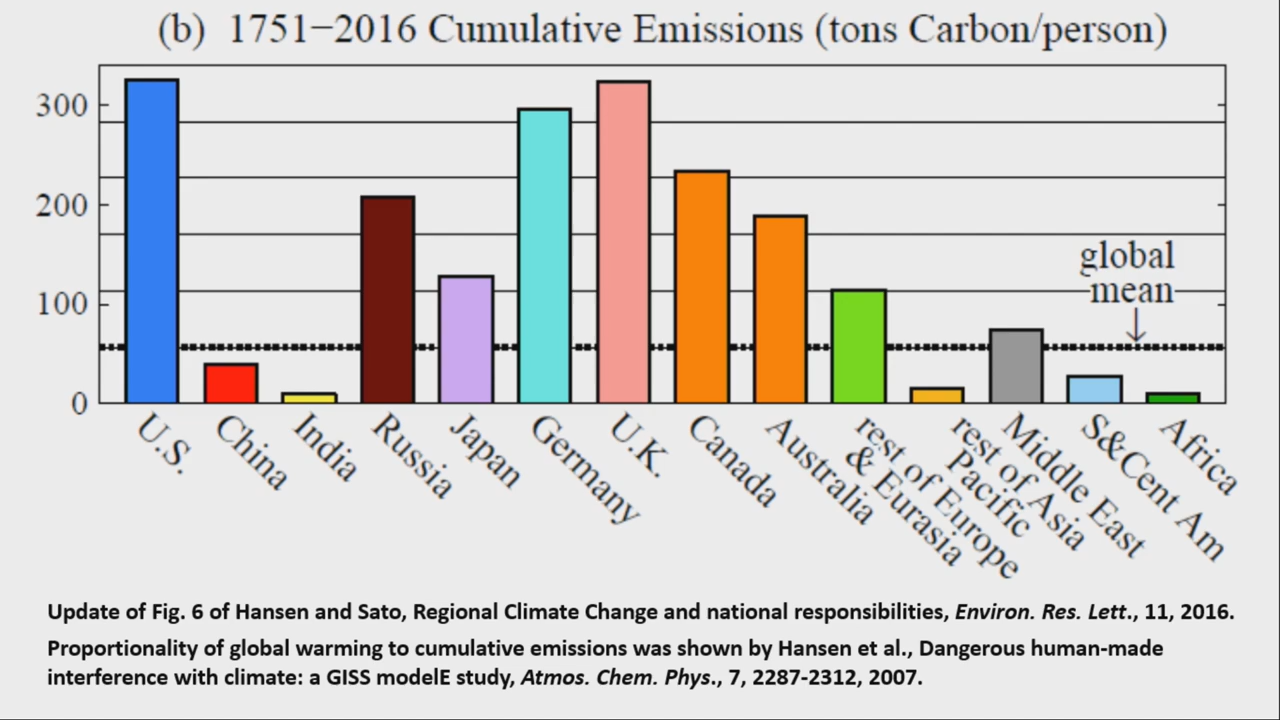 (b) 1751−2016 Cumulative Emissions (tons Carbon/person)
300
200
100
0
global
mean
U.S.
China
India
Russia
Japan
Germany
U.K.
Canada
Australia
rest of Europe
& Eurasia
rest of Asia
Pacific
Middle East
S&Cent Am
Africa
Update of Fig. 6 of Hansen and Sato, Regional Climate Change and national responsibilities, Environ. Res. Lett., 11, 2016.
Proportionality of global warming to cumulative emissions was shown by Hansen et al., Dangerous human-made
interference with climate: a GISS modelE study, Atmos. Chem. Phys., 7, 2287-2312, 2007.